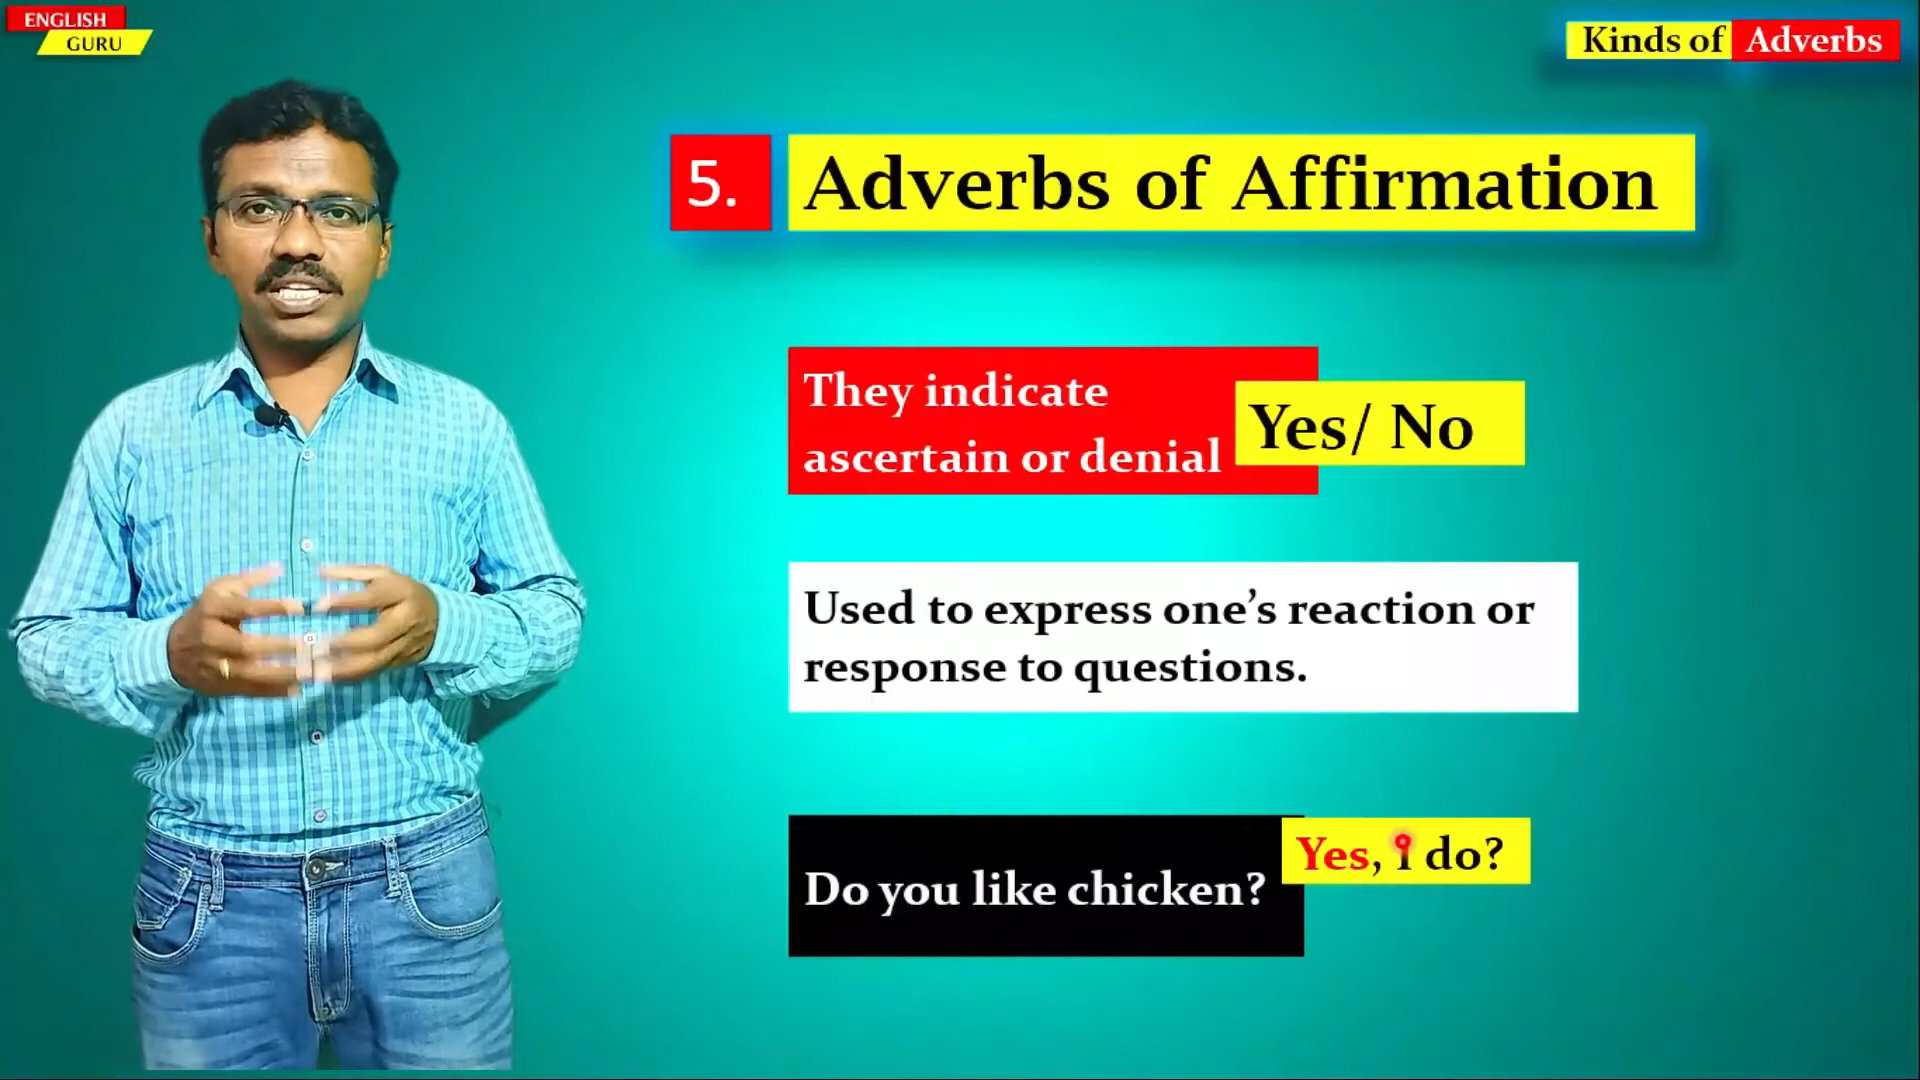 ENGLISH
GURU
Kinds of Adverbs
5. Adverbs of Affirmation
They indicate
ascertain or denial
Yes/ No
Used to express one's reaction or
response to questions.
Do you like chicken?
Yes, i do?